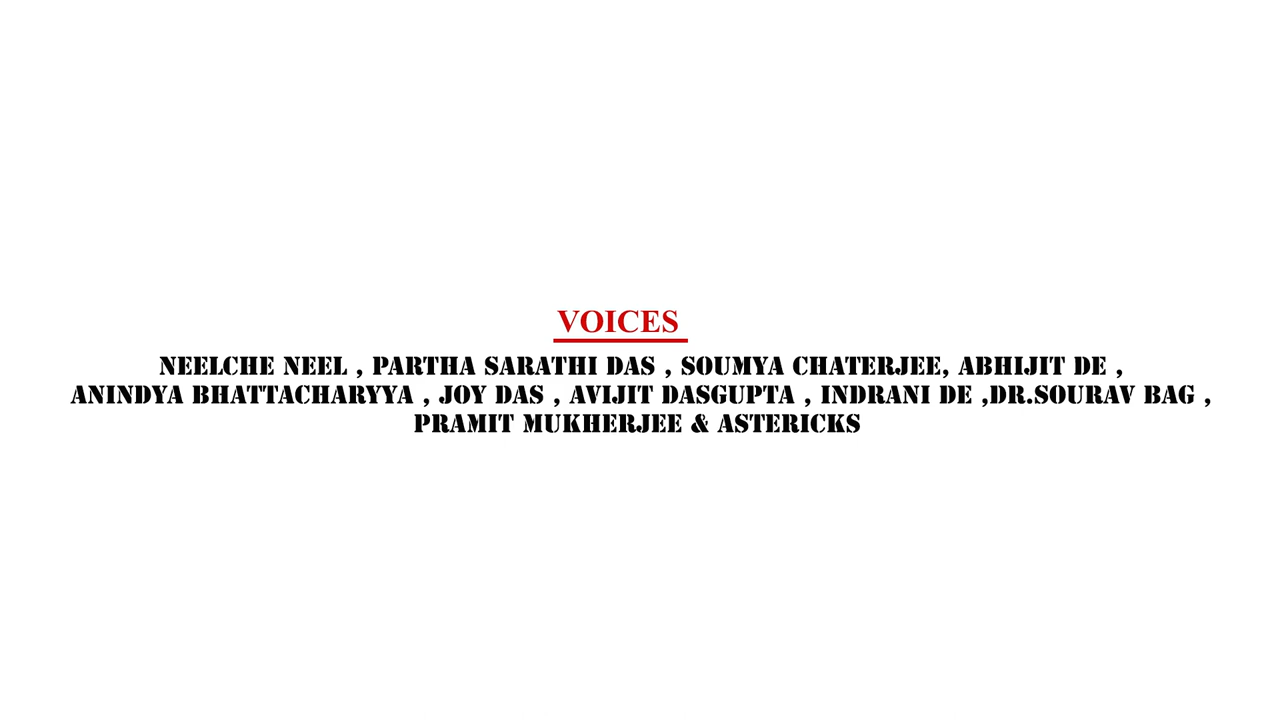 VOICES
NEELCHE NEEL , PARTHA SARATHI DAS , SOUMYA CHATERJEE, ABHIJIT DE ,
ANINDYA BHATTACHARYYA , JOY DAS , AVIJIT DASGUPTA , INDRANI DE ,DR.SOURAV BAG ,
PRAMIT MUKHERJEE & ASTERICKS